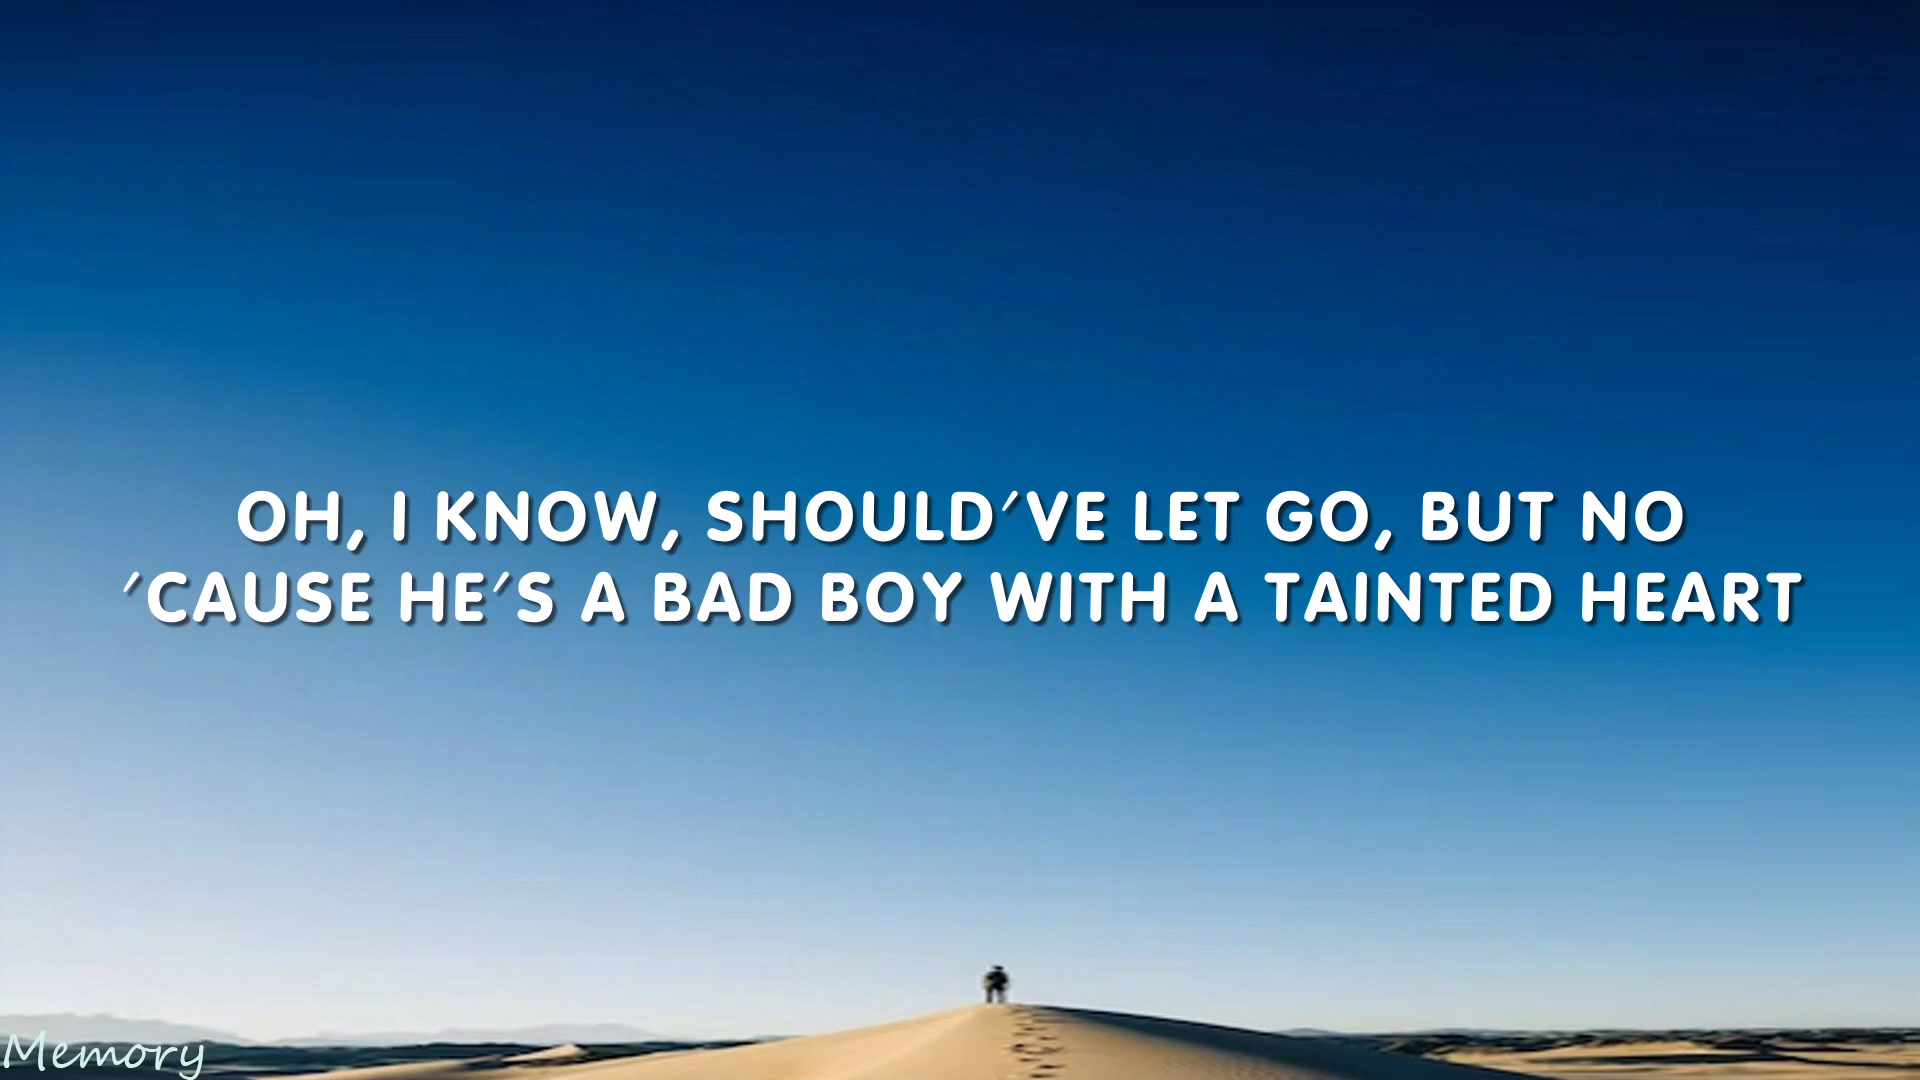 OH, I KNOW, SHOULD'VE LET GO, BUT NO
'CAUSE HE'S A BAD BOY WITH A TAINTED HEART
Memory